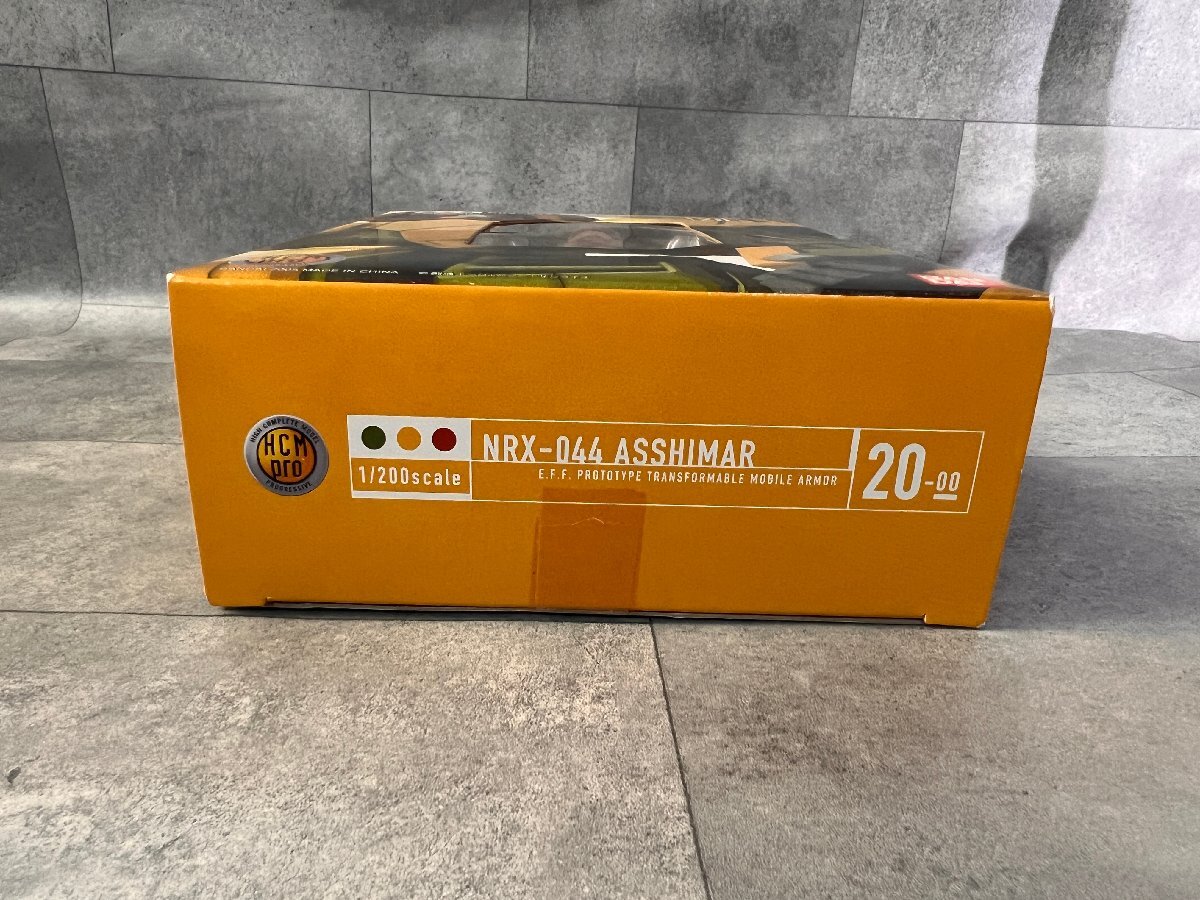 MADE IN CHINA
HIGH COMPLETE MODEL
HCM
pro
PROGRESSIVE
1/200scale
NRX-044 ASSHIMAR
E.F.F. PROTOTYPE TRANSFORMABLE MOBILE ARMOR
20-00